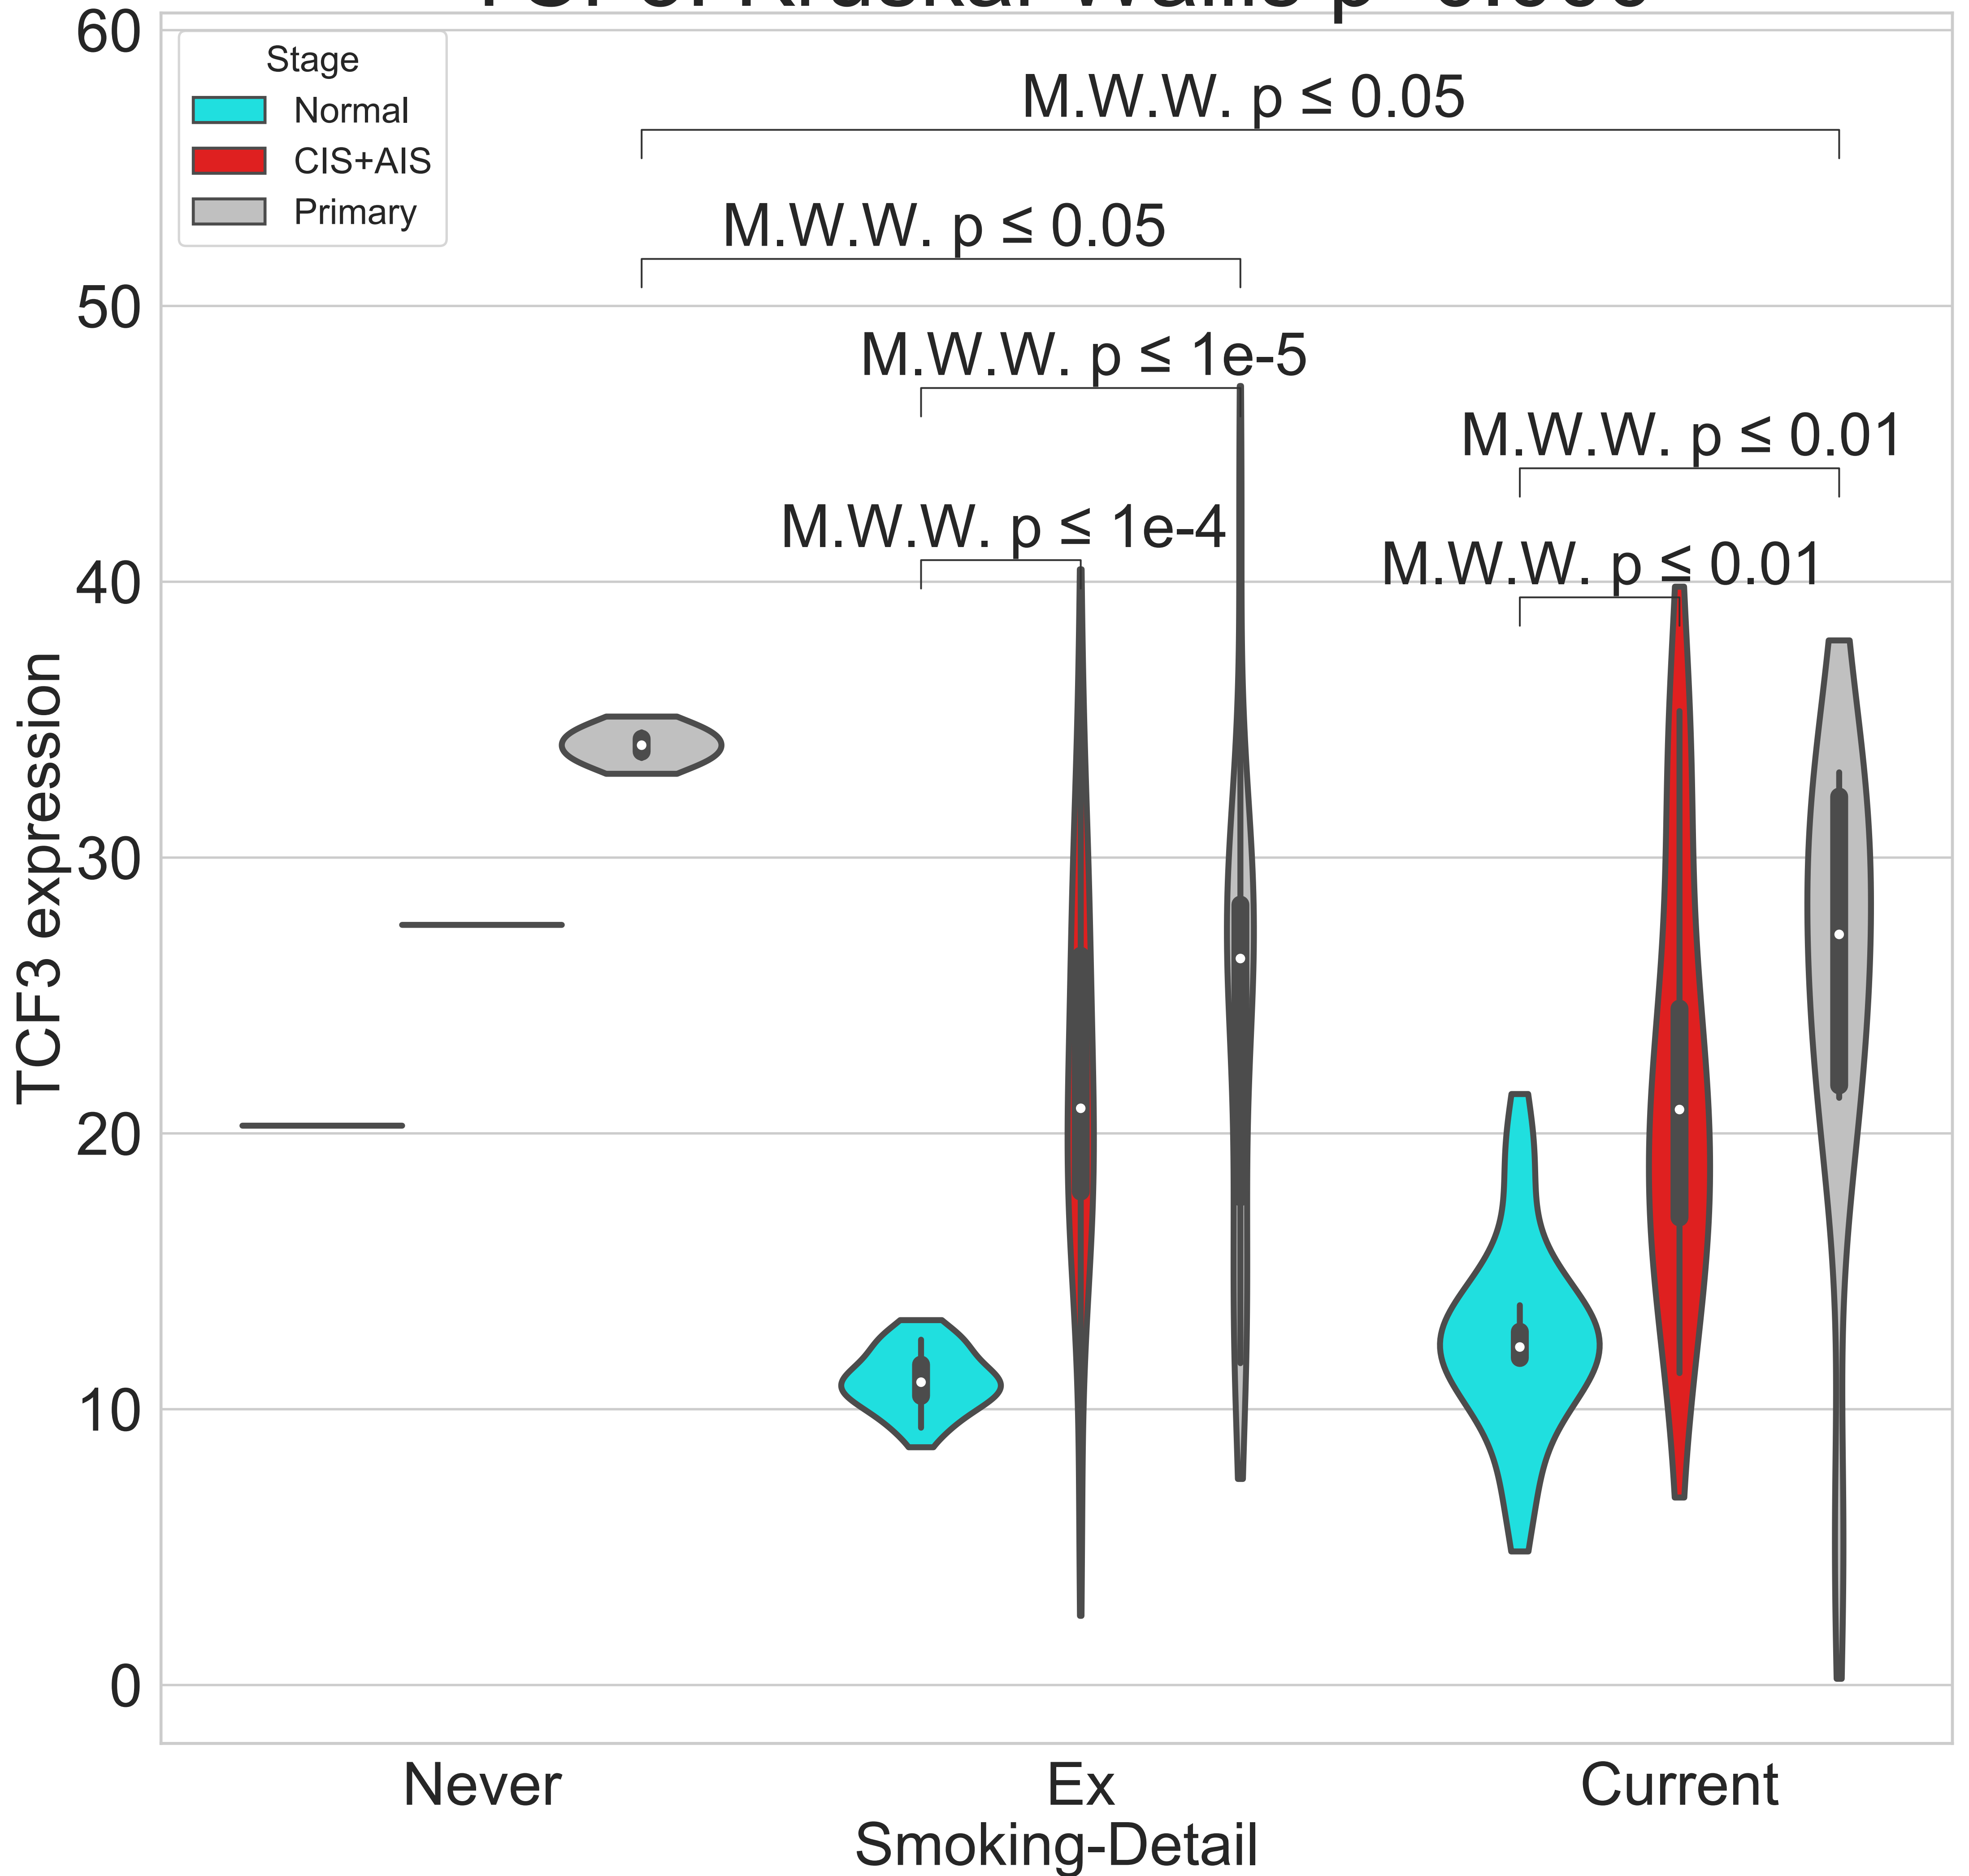 60
Stage
Normal
CIS+AIS
Primary
M.W.W. p ≤ 0.05
M.W.W. p ≤ 0.05
50
M.W.W. p ≤ 1e-5
M.W.W. p ≤ 0.01
M.W.W. p ≤ 1e-4
M.W.W. p ≤ 0.01
40
TCF3 expression
30
20
10
0
Never
Ex
Current
Smoking-Detail